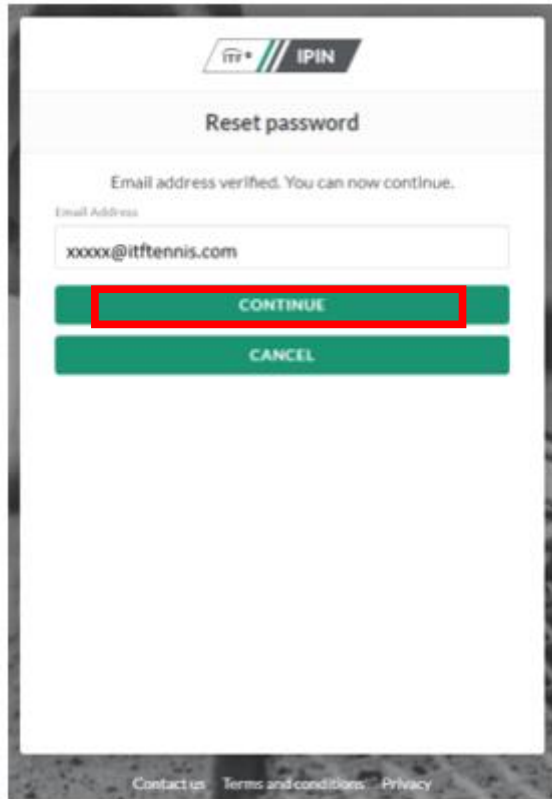 ITF IPIN
Reset password
Email address verified. You can now continue.
Email Address
xxxxx@itftennis.com
CONTINUE
CANCEL
Contact us Terms and conditions Privacy